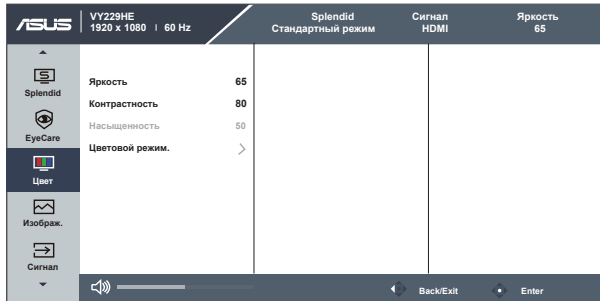 ASUS
VY229HE
1920 x 1080 | 60 Hz
Splendid
Стандартный режим
Сигнал
HDMI
Яркость
65
Splendid
EyeCare
Цвет
Изображ.
Сигнал
Яркость 65
Контрастность 80
Насыщенность 50
Цветовой режим.
Back/Exit
Enter